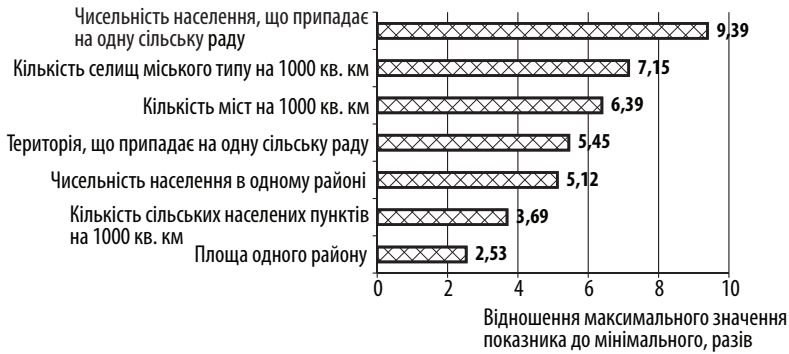 Чисельність населення, що припадає
на одну сільську раду
9,39
Кількість селищ міського типу на 1000 кв. км
7,15
Кількість міст на 1000 кв. км
6,39
Територія, що припадає на одну сільську раду
5,45
Чисельність населення в одному районі
5,12
Кількість сільських населених пунктів
на 1000 кв. км
3,69
Площа одного району
2,53
0 2 4 6 8 10
Відношення максимального значення
показника до мінімального, разів